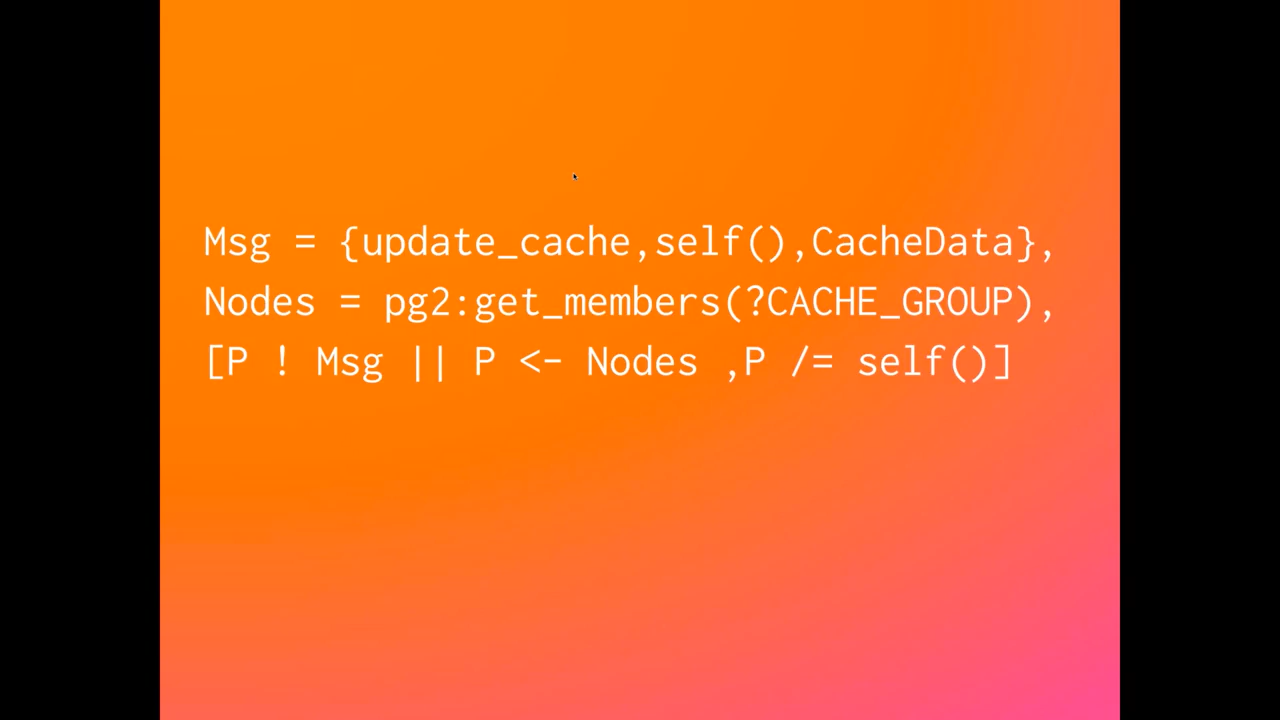 Msg = {update_cache,self(),CacheData},
Nodes = pg2:get_members(?CACHE_GROUP),
[P ! Msg || P <- Nodes ,P /= self()]